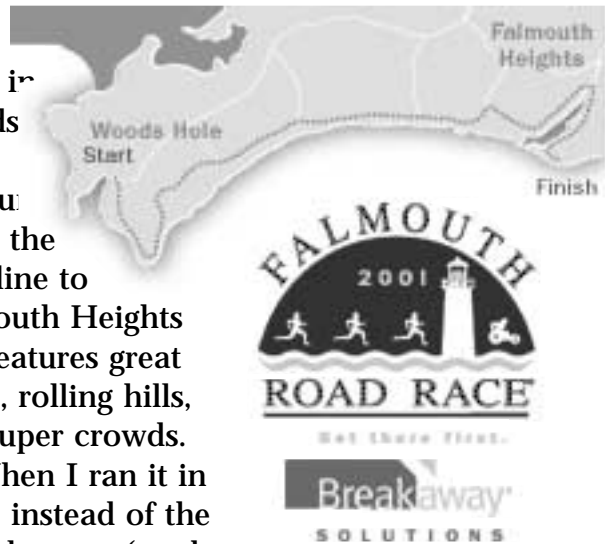 Falmouth
Heights
Woods Hole
Start
Finish
the
line to
outh Heights
eatures great
, rolling hills,
uper crowds.
hen I ran it in
instead of the
FALMOUTH
2001
ROAD RACE
Get there first.
Breakaway
SOLUTIONS